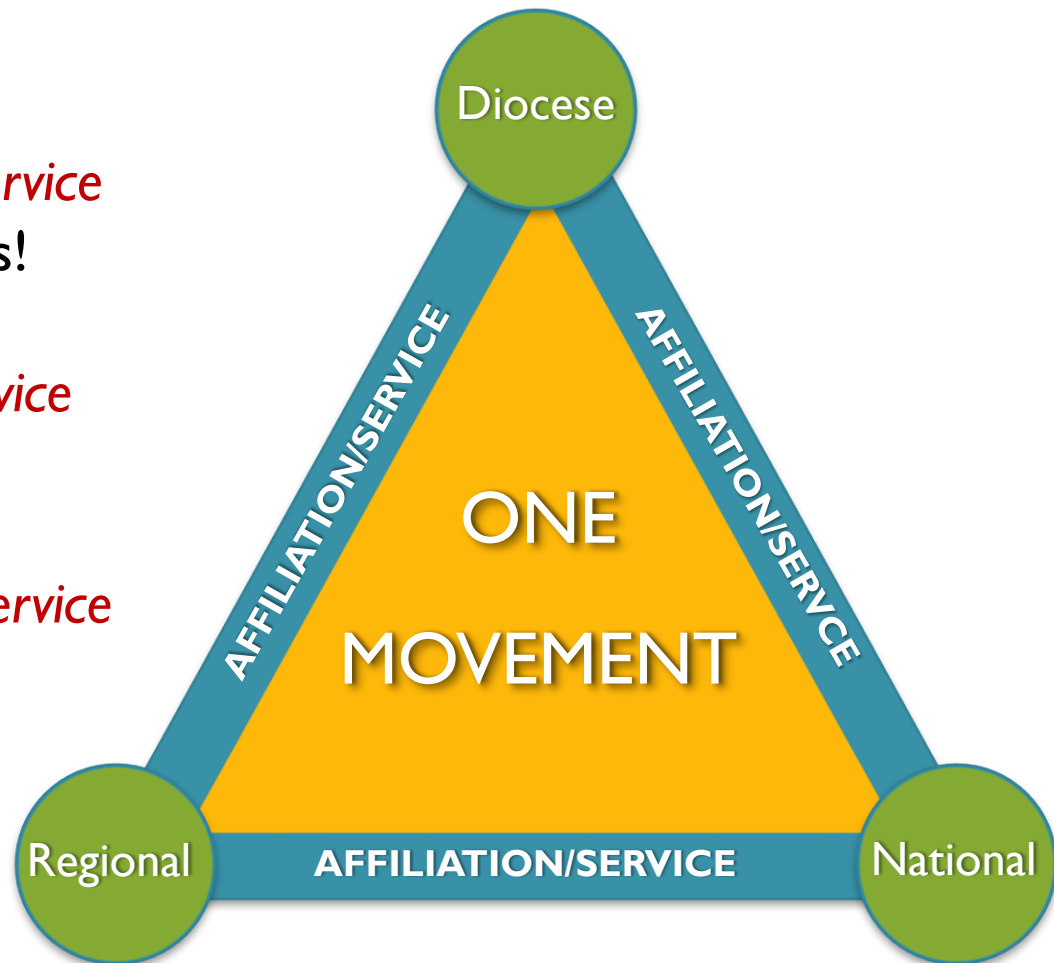 Diocese
rvice
s!
vice
ervice
AFFILIATION/SERVICE
AFFILIATION/SERVCE
ONE
MOVEMENT
Regional
AFFILIATION/SERVICE
National